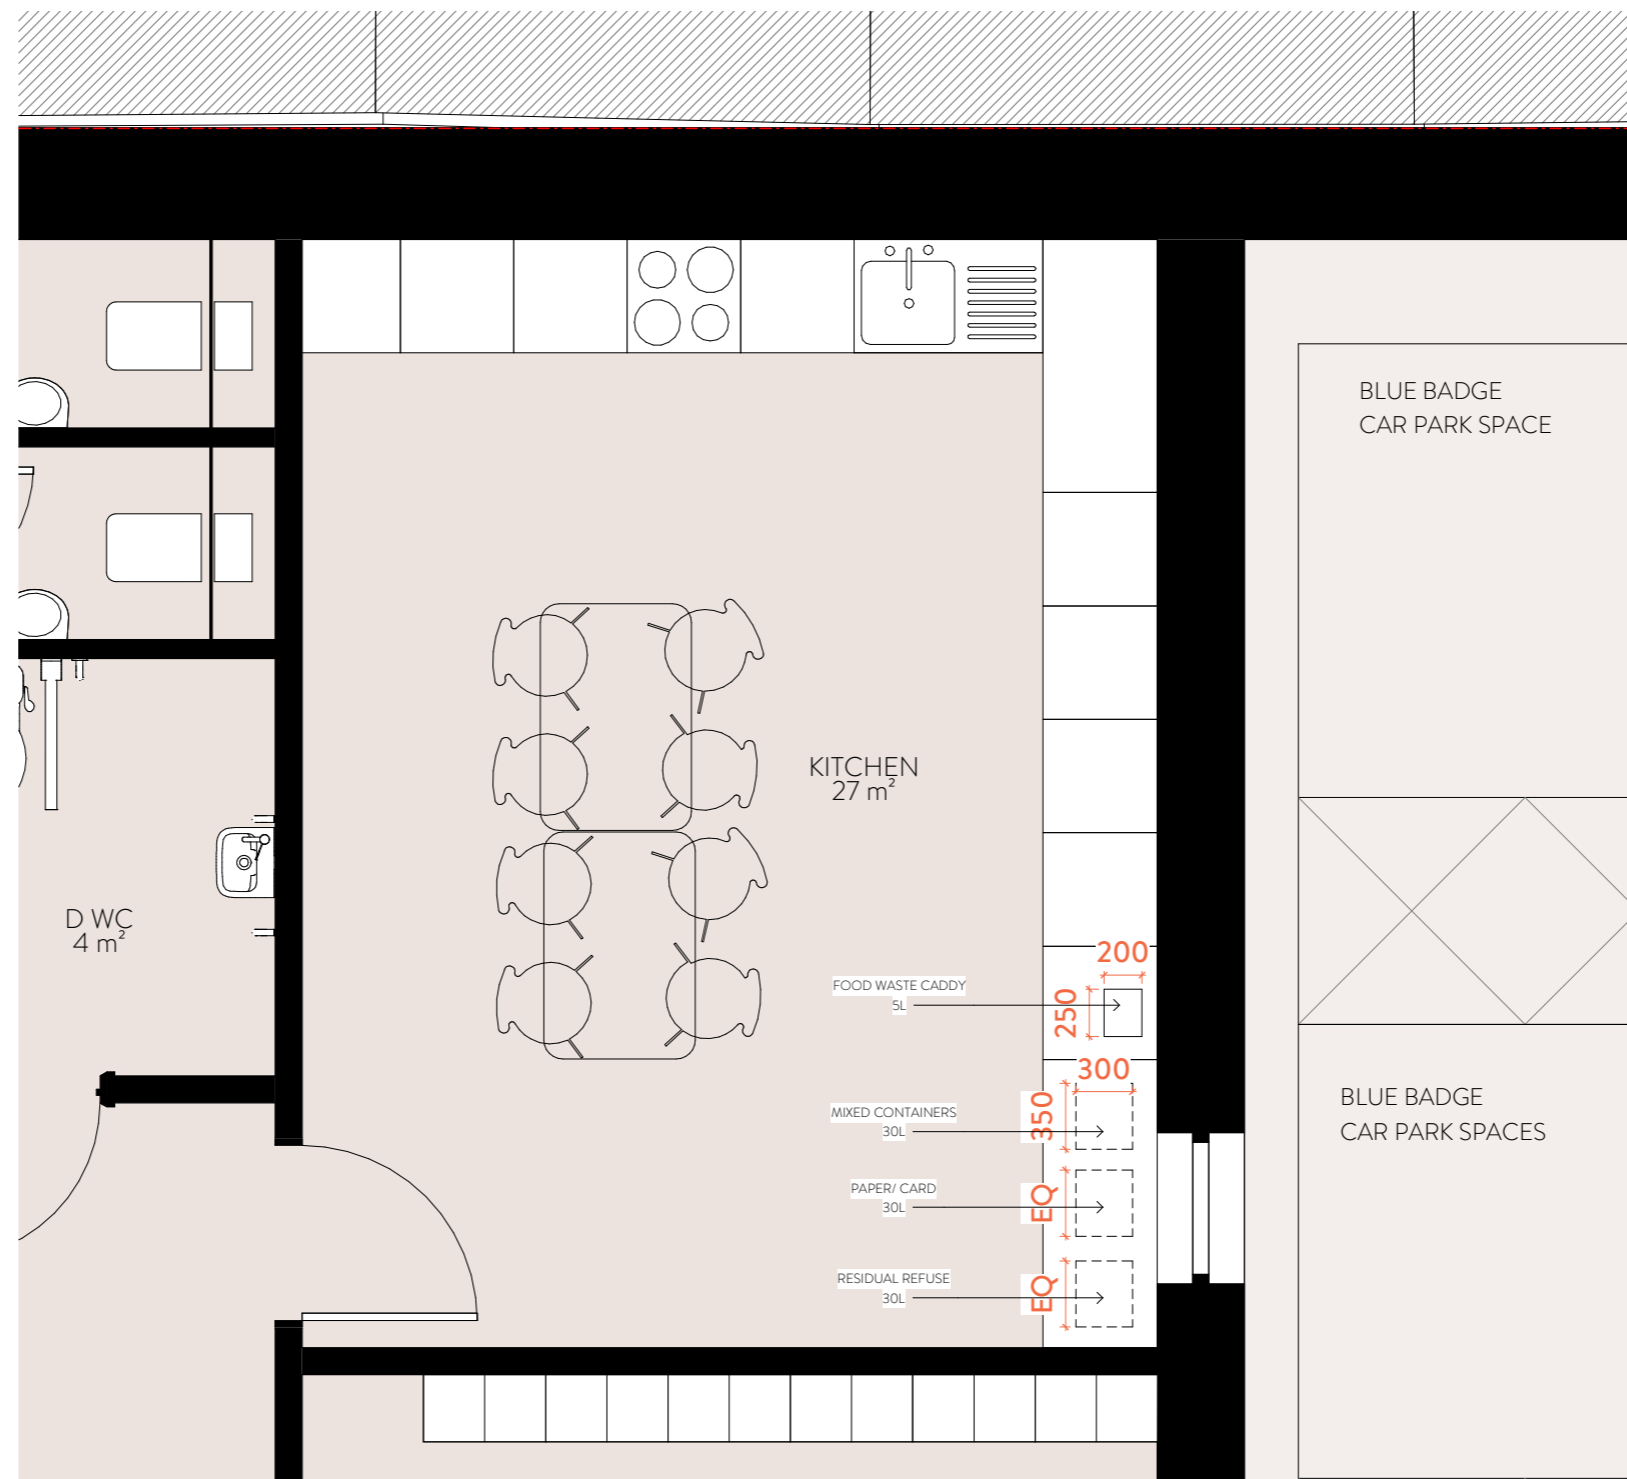 BLUE BADGE
CAR PARK SPACE
KITCHEN
27 m²
D WC
4 m²
200
FOOD WASTE CADDY
5L
250
300
MIXED CONTAINERS
30L
350
BLUE BADGE
CAR PARK SPACES
PAPER/ CARD
30L
EQ
RESIDUAL REFUSE
30L
EQ